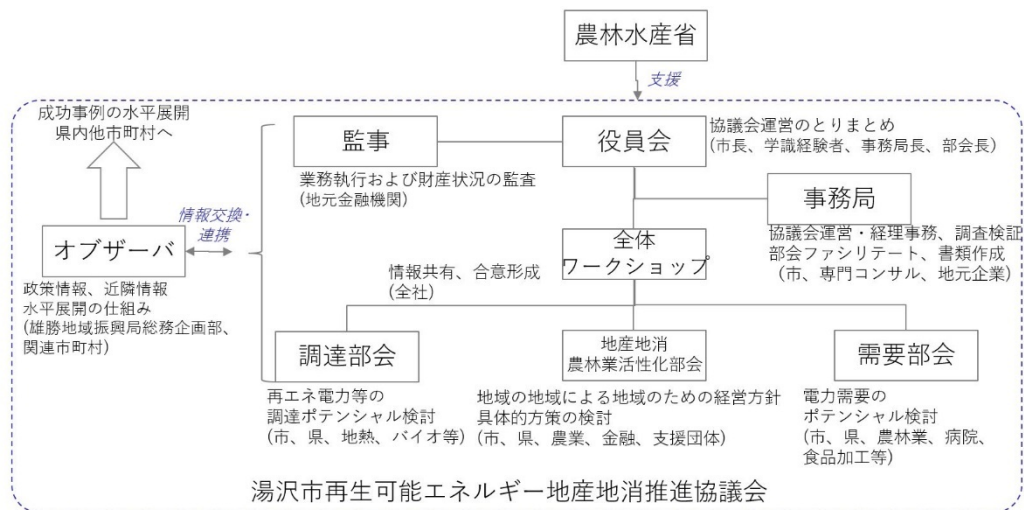 農林水産省
支援
成功事例の水平展開
県内他市町村へ
監事
業務執行および財産状況の監査
(地元金融機関)
役員会
協議会運営のとりまとめ
(市長、学識経験者、事務局長、部会長)
事務局
協議会運営・経理事務、調査検証
部会ファシリテート、書類作成
(市、専門コンサル、地元企業)
情報交換・
連携
オブザーバ
政策情報、近隣情報
水平展開の仕組み
(雄勝地域振興局総務企画部、
関連市町村)
全体
ワークショップ
情報共有、合意形成
(全社)
調達部会
再エネ電力等の
調達ポテンシャル検討
(市、県、地熱、バイオ等)
地産地消
農林業活性化部会
地域の地域による地域のための経営方針
具体的方策の検討
(市、県、農業、金融、支援団体)
需要部会
電力需要の
ポテンシャル検討
(市、県、農林業、病院、
食品加工等)
湯沢市再生可能エネルギー地産地消推進協議会